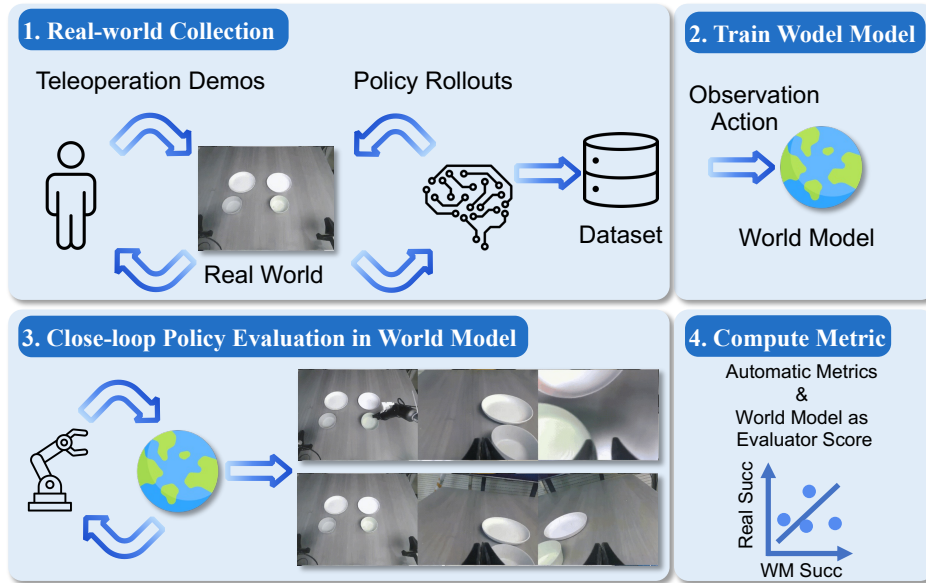 1. Real-world Collection
Teleoperation Demos
Policy Rollouts
Real World
Dataset
2. Train Wodel Model
Observation
Action
World Model
3. Close-loop Policy Evaluation in World Model
4. Compute Metric
Automatic Metrics
&
World Model as
Evaluator Score
Real Succ
WM Succ